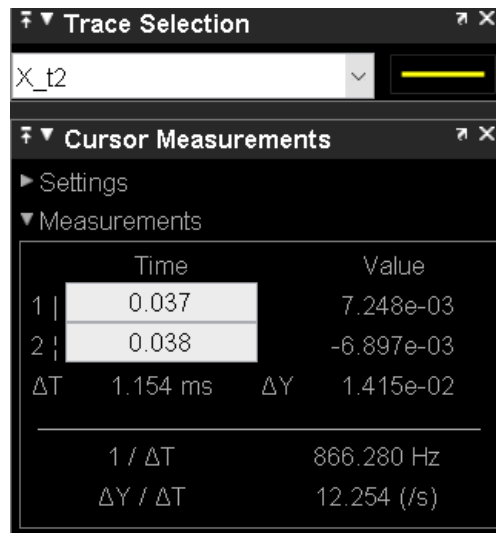 Trace Selection
X_t2
Cursor Measurements
Settings
Measurements
Time Value
1 | 0.037 7.248e-03
2 ¦ 0.038 -6.897e-03
ΔT 1.154 ms ΔY 1.415e-02
1 / ΔT 866.280 Hz
ΔY / ΔT 12.254 (/s)